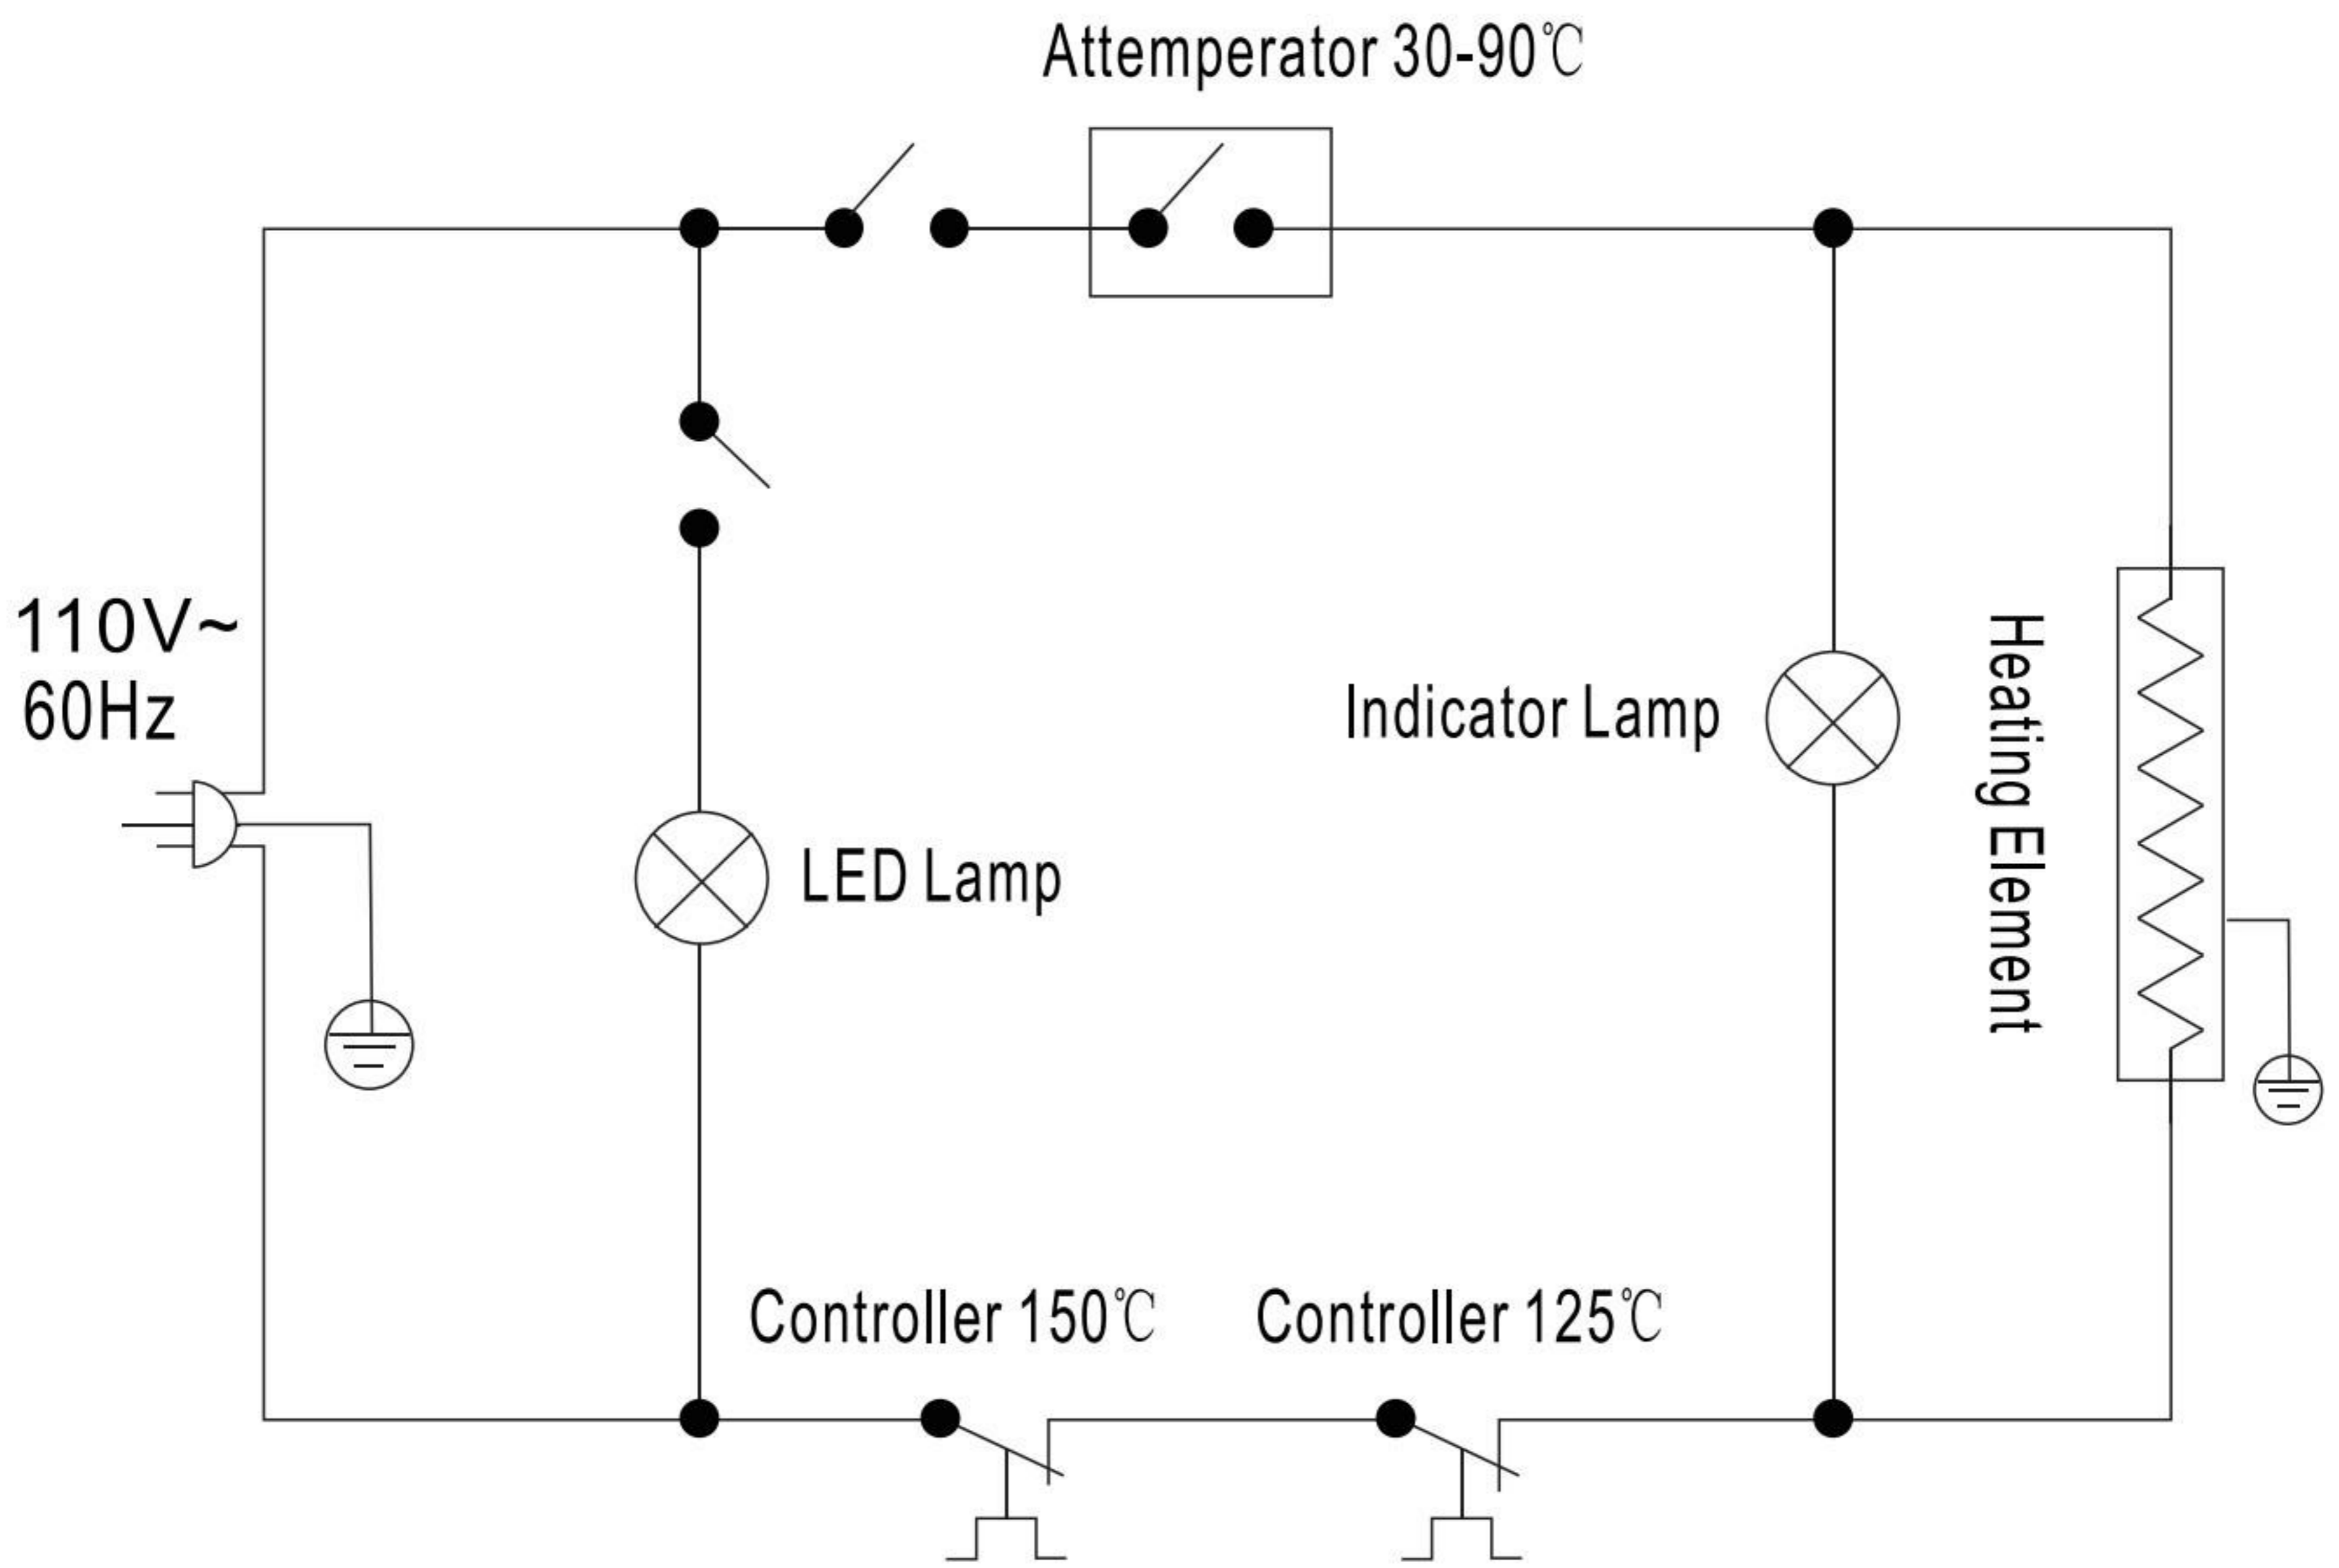 Attemperator 30-90℃
110V~
60Hz
Indicator Lamp
Heating Element
LED Lamp
Controller 150℃
Controller 125℃